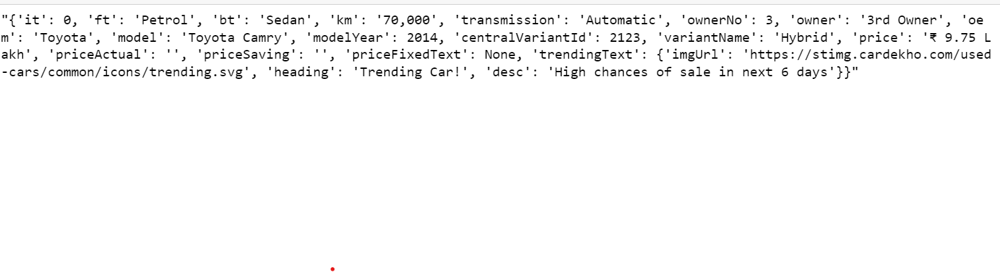 "{'it': 0, 'ft': 'Petrol', 'bt': 'Sedan', 'km': '70,000', 'transmission': 'Automatic', 'ownerNo': 3, 'owner': '3rd Owner', 'oe
m': 'Toyota', 'model': 'Toyota Camry', 'modelYear': 2014, 'centralVariantId': 2123, 'variantName': 'Hybrid', 'price': '₹ 9.75 L
akh', 'priceActual': '', 'priceSaving': '', 'priceFixedText': None, 'trendingText': {'imgUrl': 'https://stimg.cardekho.com/used
-cars/common/icons/trending.svg', 'heading': 'Trending Car!', 'desc': 'High chances of sale in next 6 days'}}"